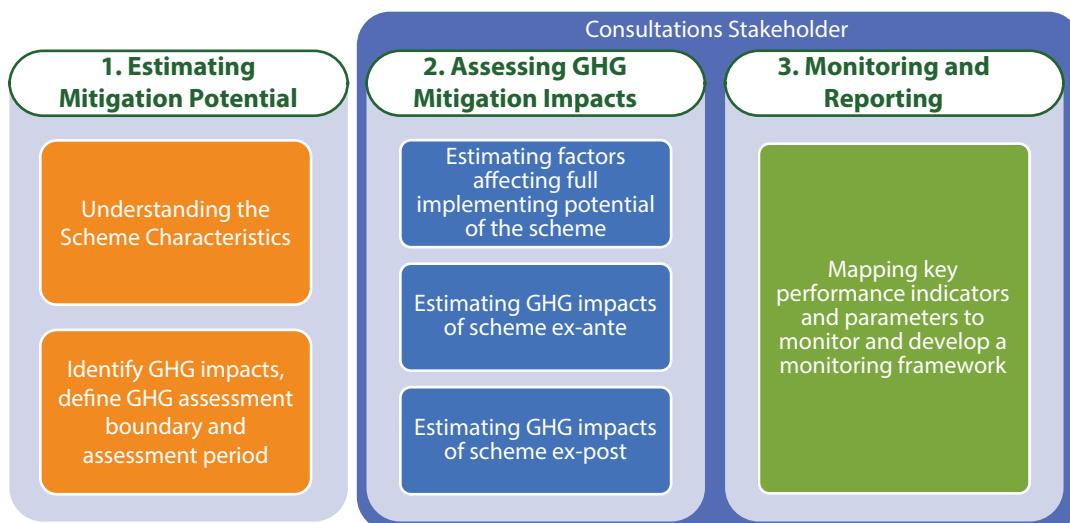 Consultations Stakeholder
1. Estimating
Mitigation Potential
Understanding the
Scheme Characteristics
Identify GHG impacts,
define GHG assessment
boundary and
assessment period
2. Assessing GHG
Mitigation Impacts
Estimating factors
affecting full
implementing potential
of the scheme
Estimating GHG impacts
of scheme ex-ante
Estimating GHG impacts
of scheme ex-post
3. Monitoring and
Reporting
Mapping key
performance indicators
and parameters to
monitor and develop a
monitoring framework